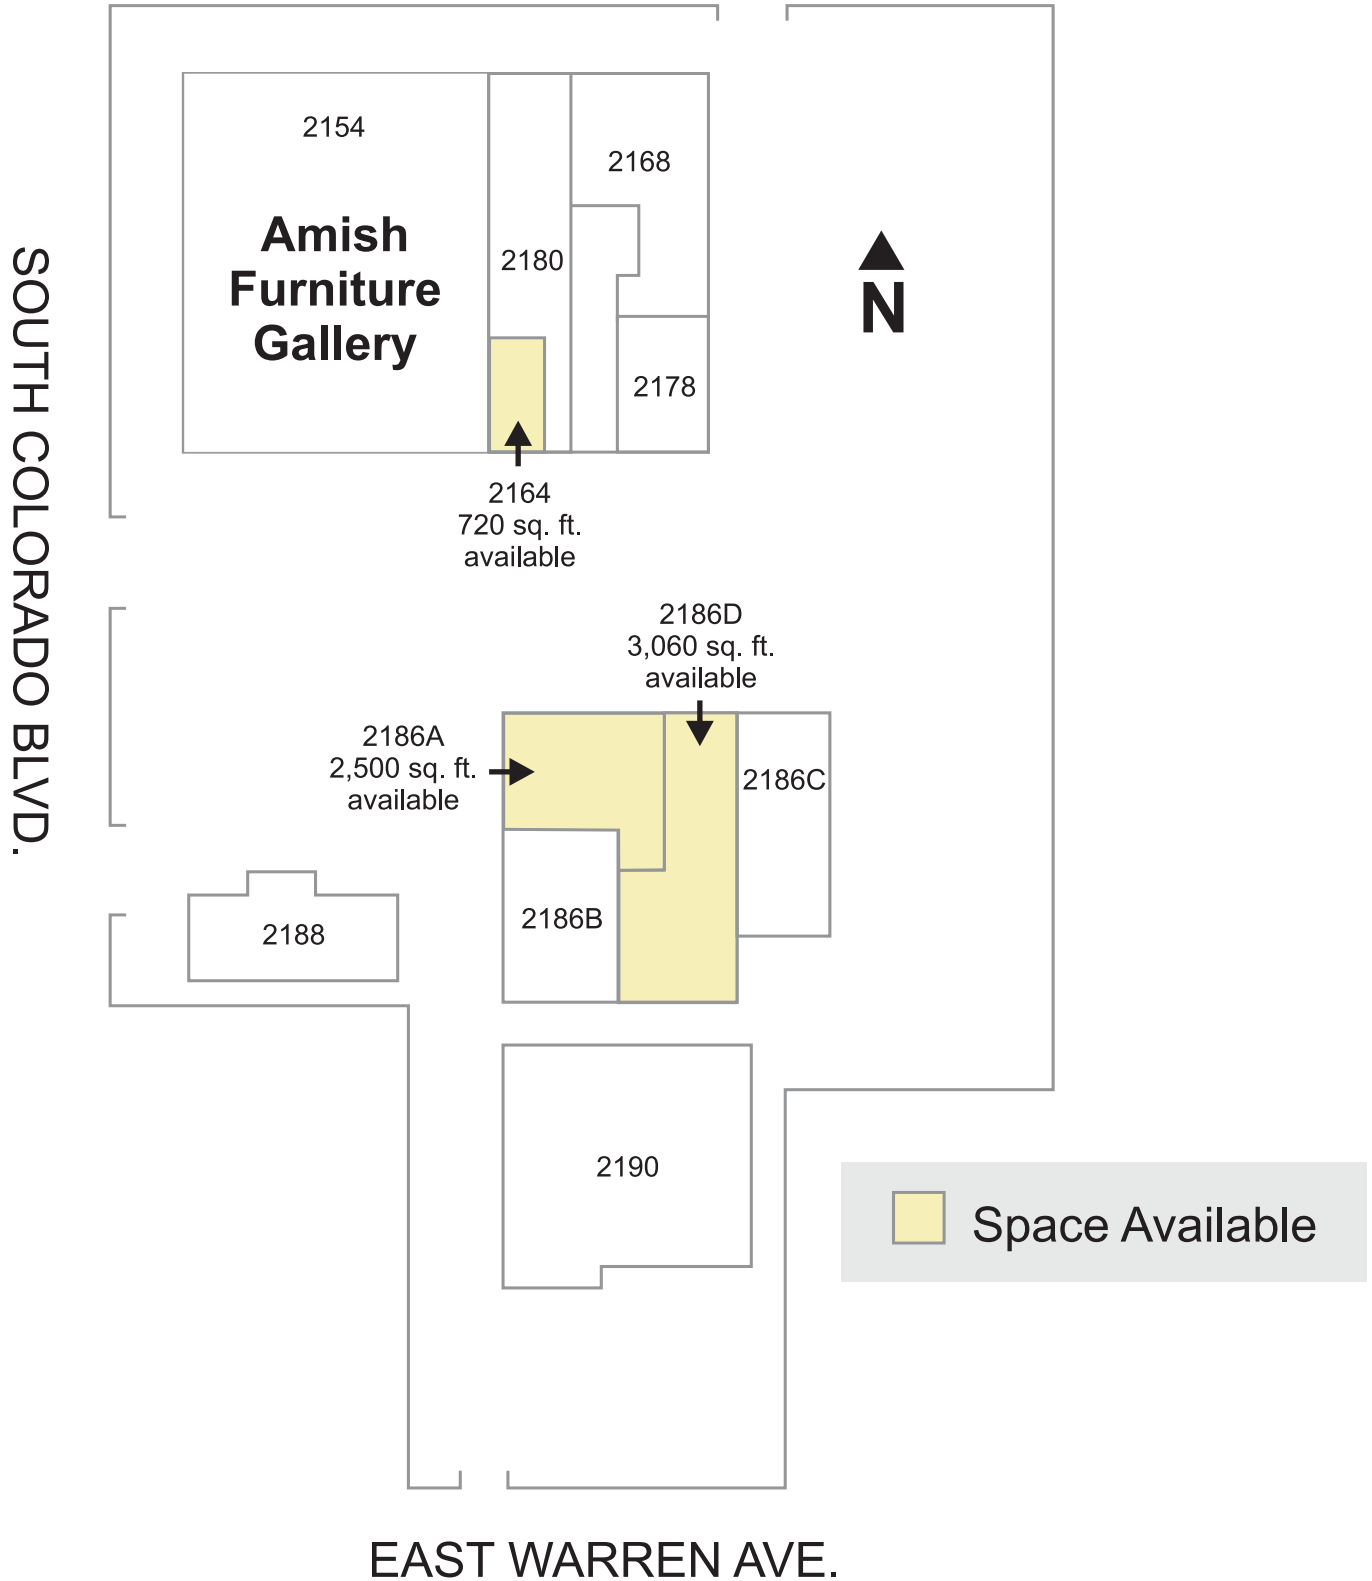 2154
Amish
Furniture
Gallery
2180
2168
2178
N
SOUTH COLORADO BLVD.
2164
720 sq. ft.
available
2186D
3,060 sq. ft.
available
2186A
2,500 sq. ft.
available
2186C
2186B
2188
2190
Space Available
EAST WARREN AVE.